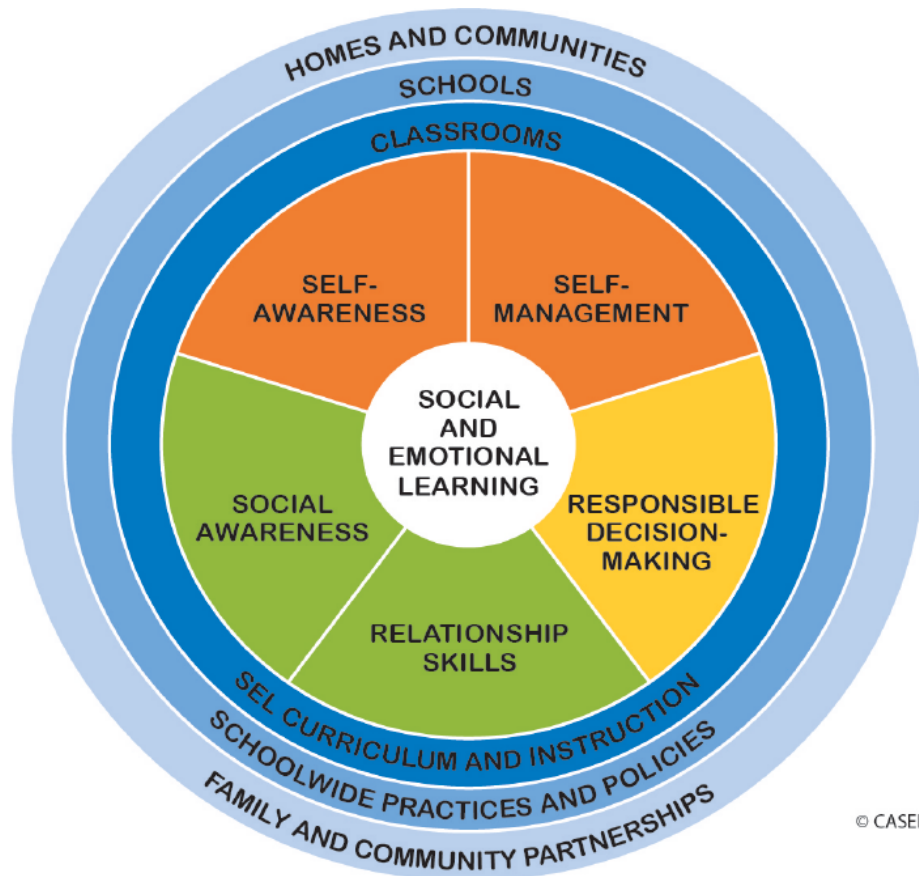 HOMES AND COMMUNITIES
SCHOOLS
CLASSROOMS
SELF-
AWARENESS
SELF-
MANAGEMENT
SOCIAL
AND
EMOTIONAL
LEARNING
SOCIAL
AWARENESS
RESPONSIBLE
DECISION-
MAKING
RELATIONSHIP
SKILLS
SEL CURRICULUM AND INSTRUCTION
SCHOOLWIDE PRACTICES AND POLICIES
FAMILY AND COMMUNITY PARTNERSHIPS
©